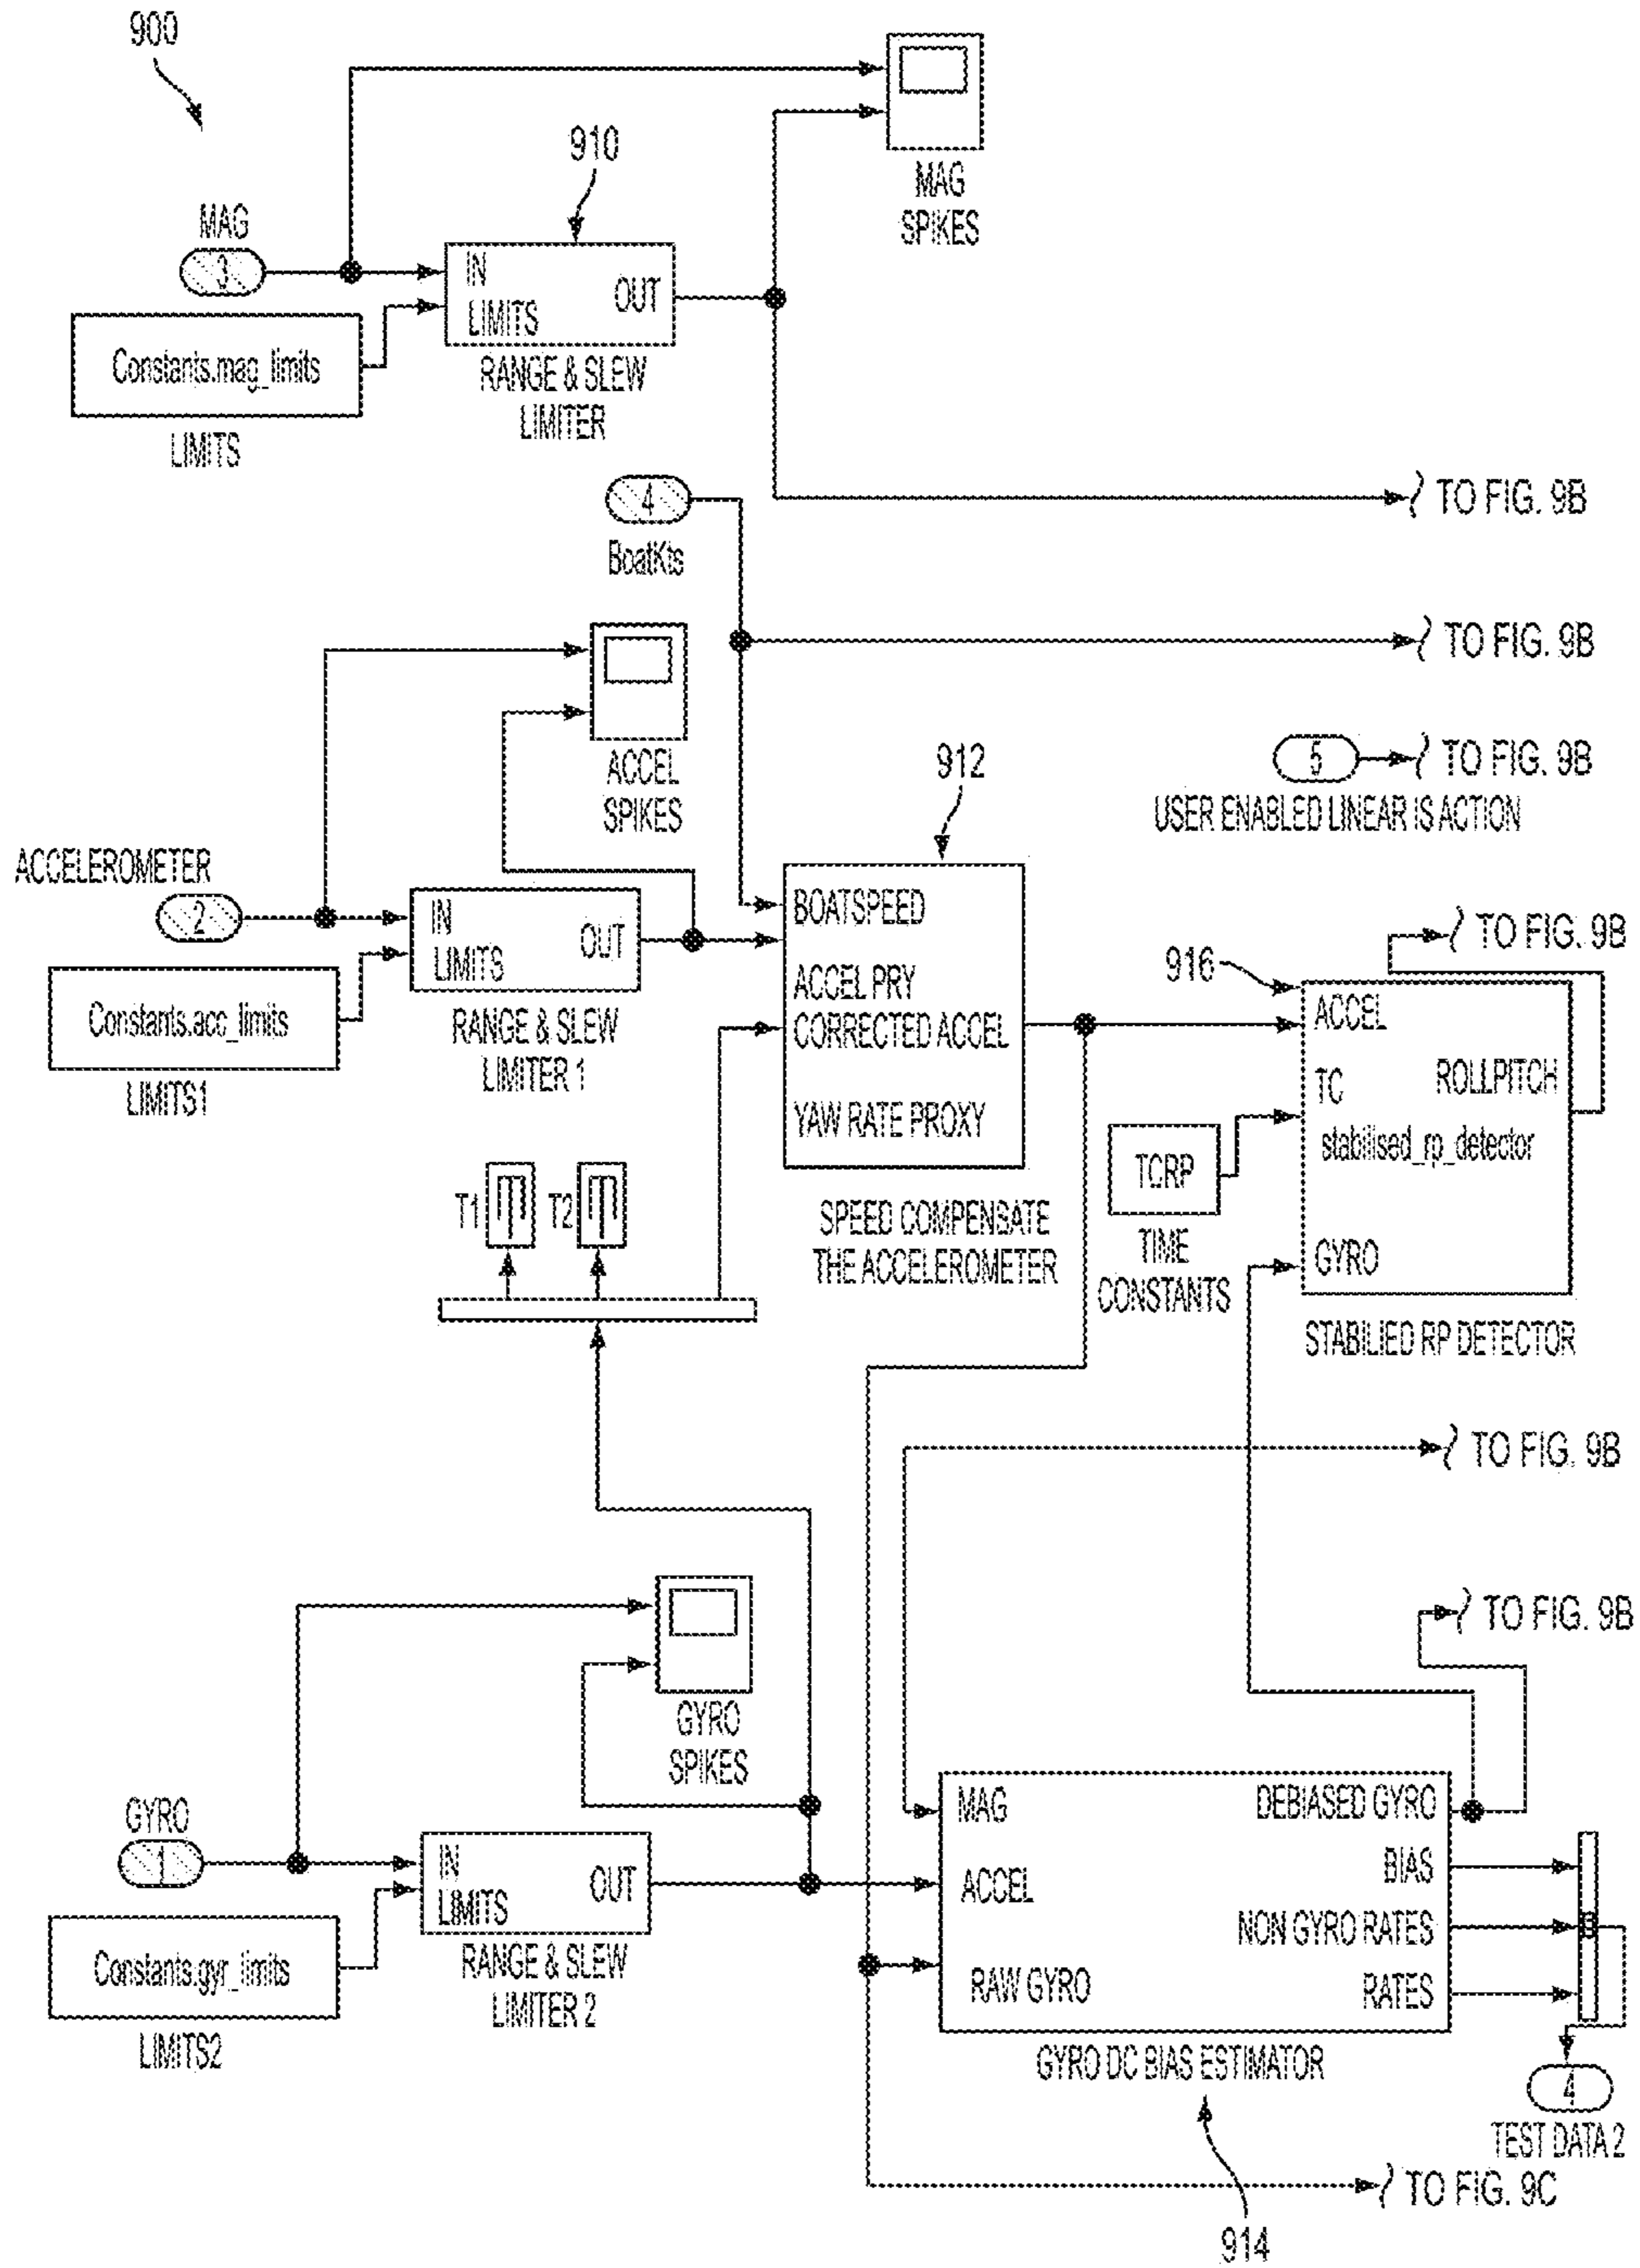 900
910
MAG
3
IN
LIMITS
OUT
Constants.mag_limits
LIMITS
RANGE & SLEW
LIMITER
MAG
SPIKES
TO FIG. 9B
4
BoatKts
TO FIG. 9B
5
TO FIG. 9B
USER ENABLED LINEAR IS ACTION
ACCEL
SPIKES
912
ACCELEROMETER
2
IN
LIMITS
OUT
Constants.acc_limits
LIMITS1
RANGE & SLEW
LIMITER 1
BOATSPEED
ACCEL PRY
CORRECTED ACCEL
YAW RATE PROXY
SPEED COMPENSATE
THE ACCELEROMETER
TO FIG. 9B
916
ACCEL
TC
ROLLPITCH
stabilised_rp_detector
GYRO
STABILIED RP DETECTOR
TCRP
TIME
CONSTANTS
T1
T2
TO FIG. 9B
TO FIG. 9B
GYRO
SPIKES
GYRO
1
IN
LIMITS
OUT
Constants.gyr_limits
LIMITS2
RANGE & SLEW
LIMITER 2
MAG
ACCEL
RAW GYRO
DEBIASED GYRO
BIAS
NON GYRO RATES
RATES
GYRO DC BIAS ESTIMATOR
4
TEST DATA 2
TO FIG. 9C
914